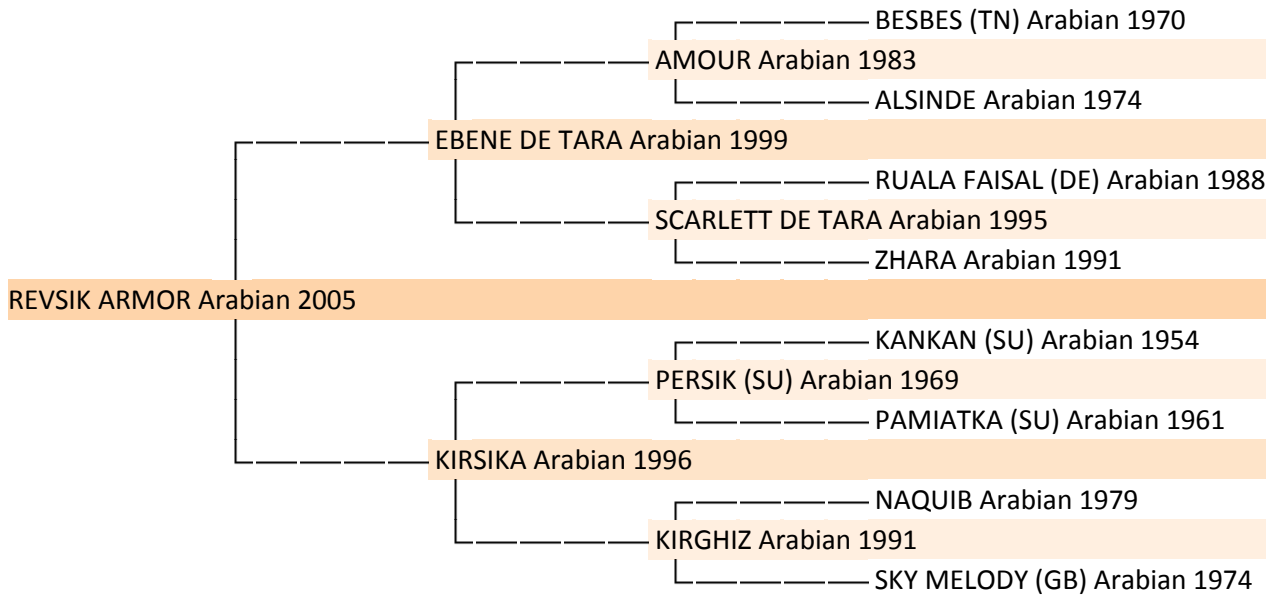 BESBES (TN) Arabian 1970
AMOUR Arabian 1983
ALSINDE Arabian 1974
EBENE DE TARA Arabian 1999
RUALA FAISAL (DE) Arabian 1988
SCARLETT DE TARA Arabian 1995
ZHARA Arabian 1991
REVSIK ARMOR Arabian 2005
KANKAN (SU) Arabian 1954
PERSIK (SU) Arabian 1969
PAMIATKA (SU) Arabian 1961
KIRSIKA Arabian 1996
NAQUIB Arabian 1979
KIRGHIZ Arabian 1991
SKY MELODY (GB) Arabian 1974